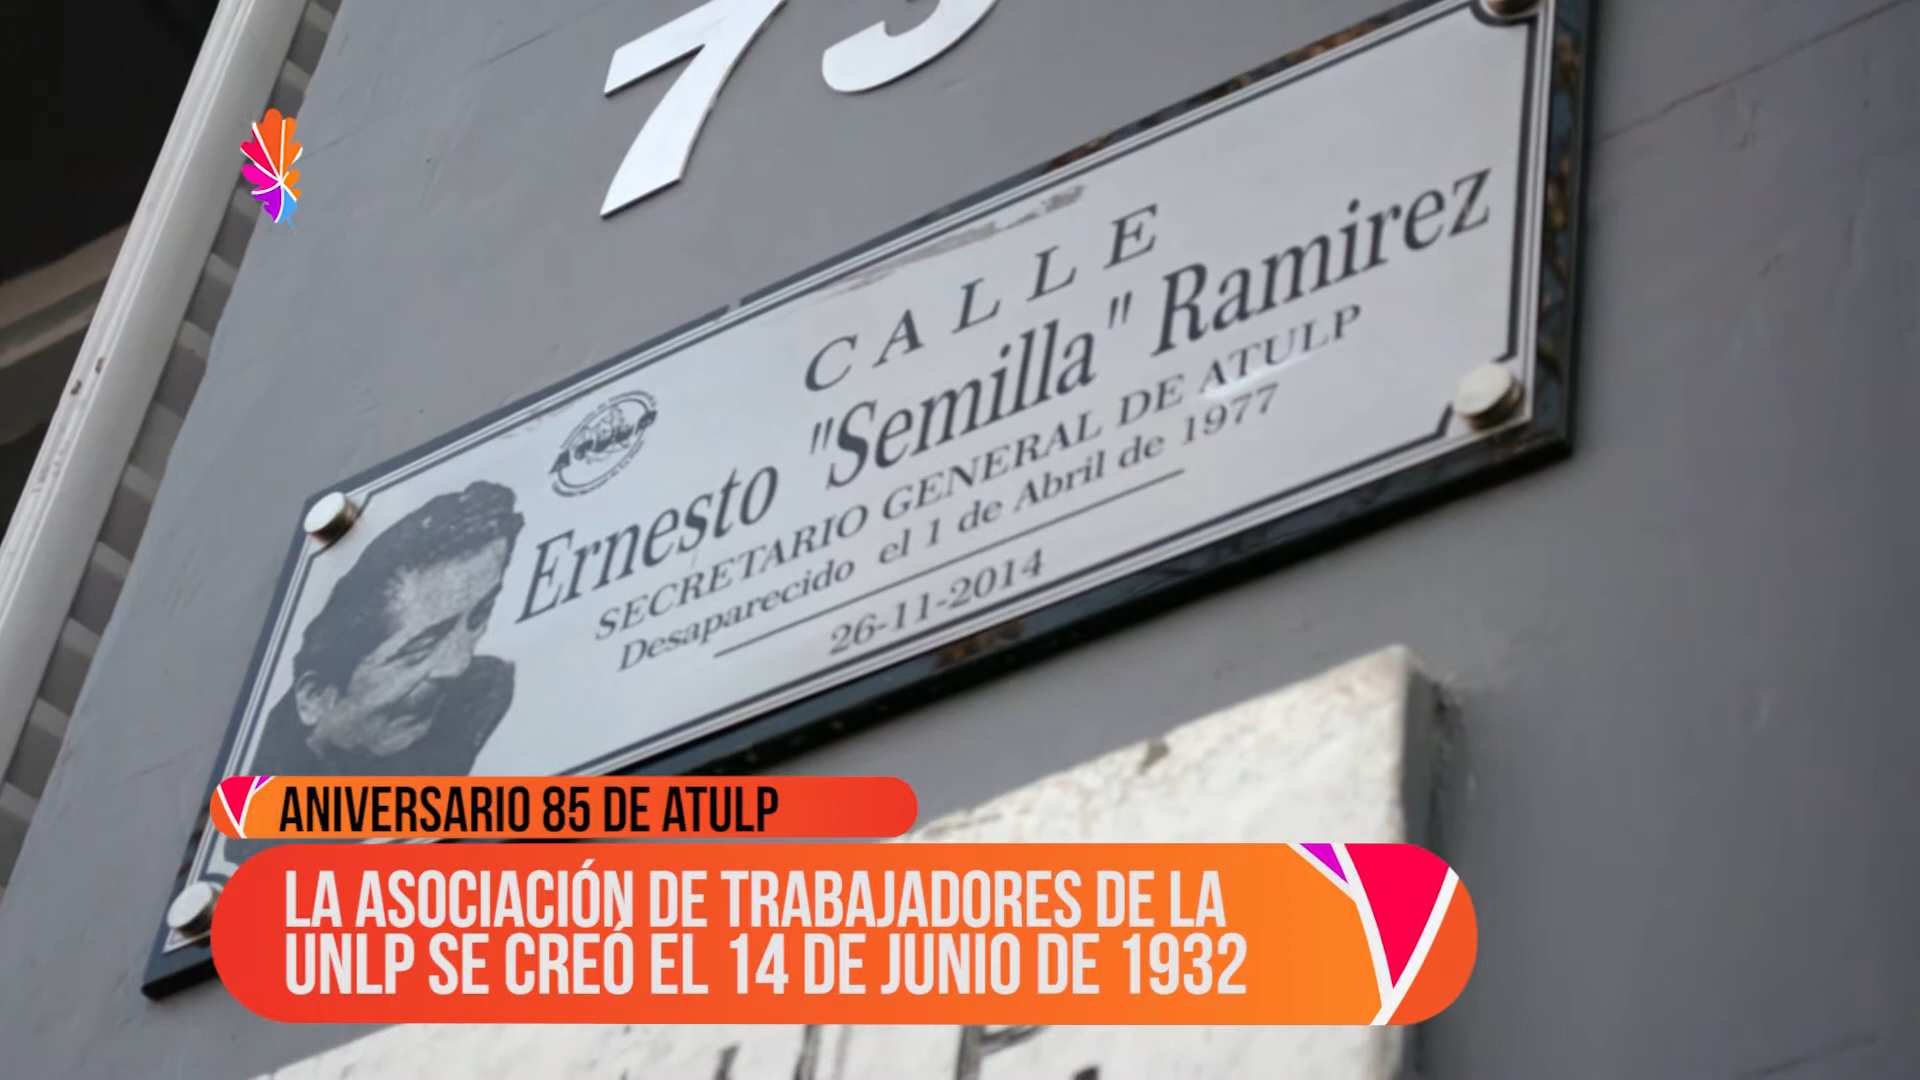 73
CALLE
Ernesto "Semilla" Ramirez
SECRETARIO GENERAL DE ATULP
Desaparecido el 1 de Abril de 1977
26-11-2014
ANIVERSARIO 85 DE ATULP
LA ASOCIACIÓN DE TRABAJADORES DE LA
UNLP SE CREÓ EL 14 DE JUNIO DE 1932